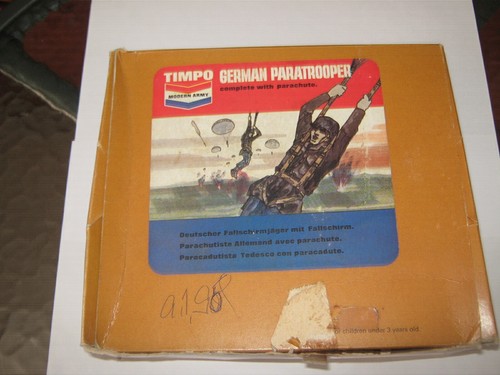 TIMPO
MODERN ARMY
GERMAN PARATROOPER
complete with parachute.
Deutscher Fallschirmjäger mit Fallschirm.
Parachutiste Allemand avec parachute.
Paracadutiste Tedesco con paracadute.
children under 3 years old